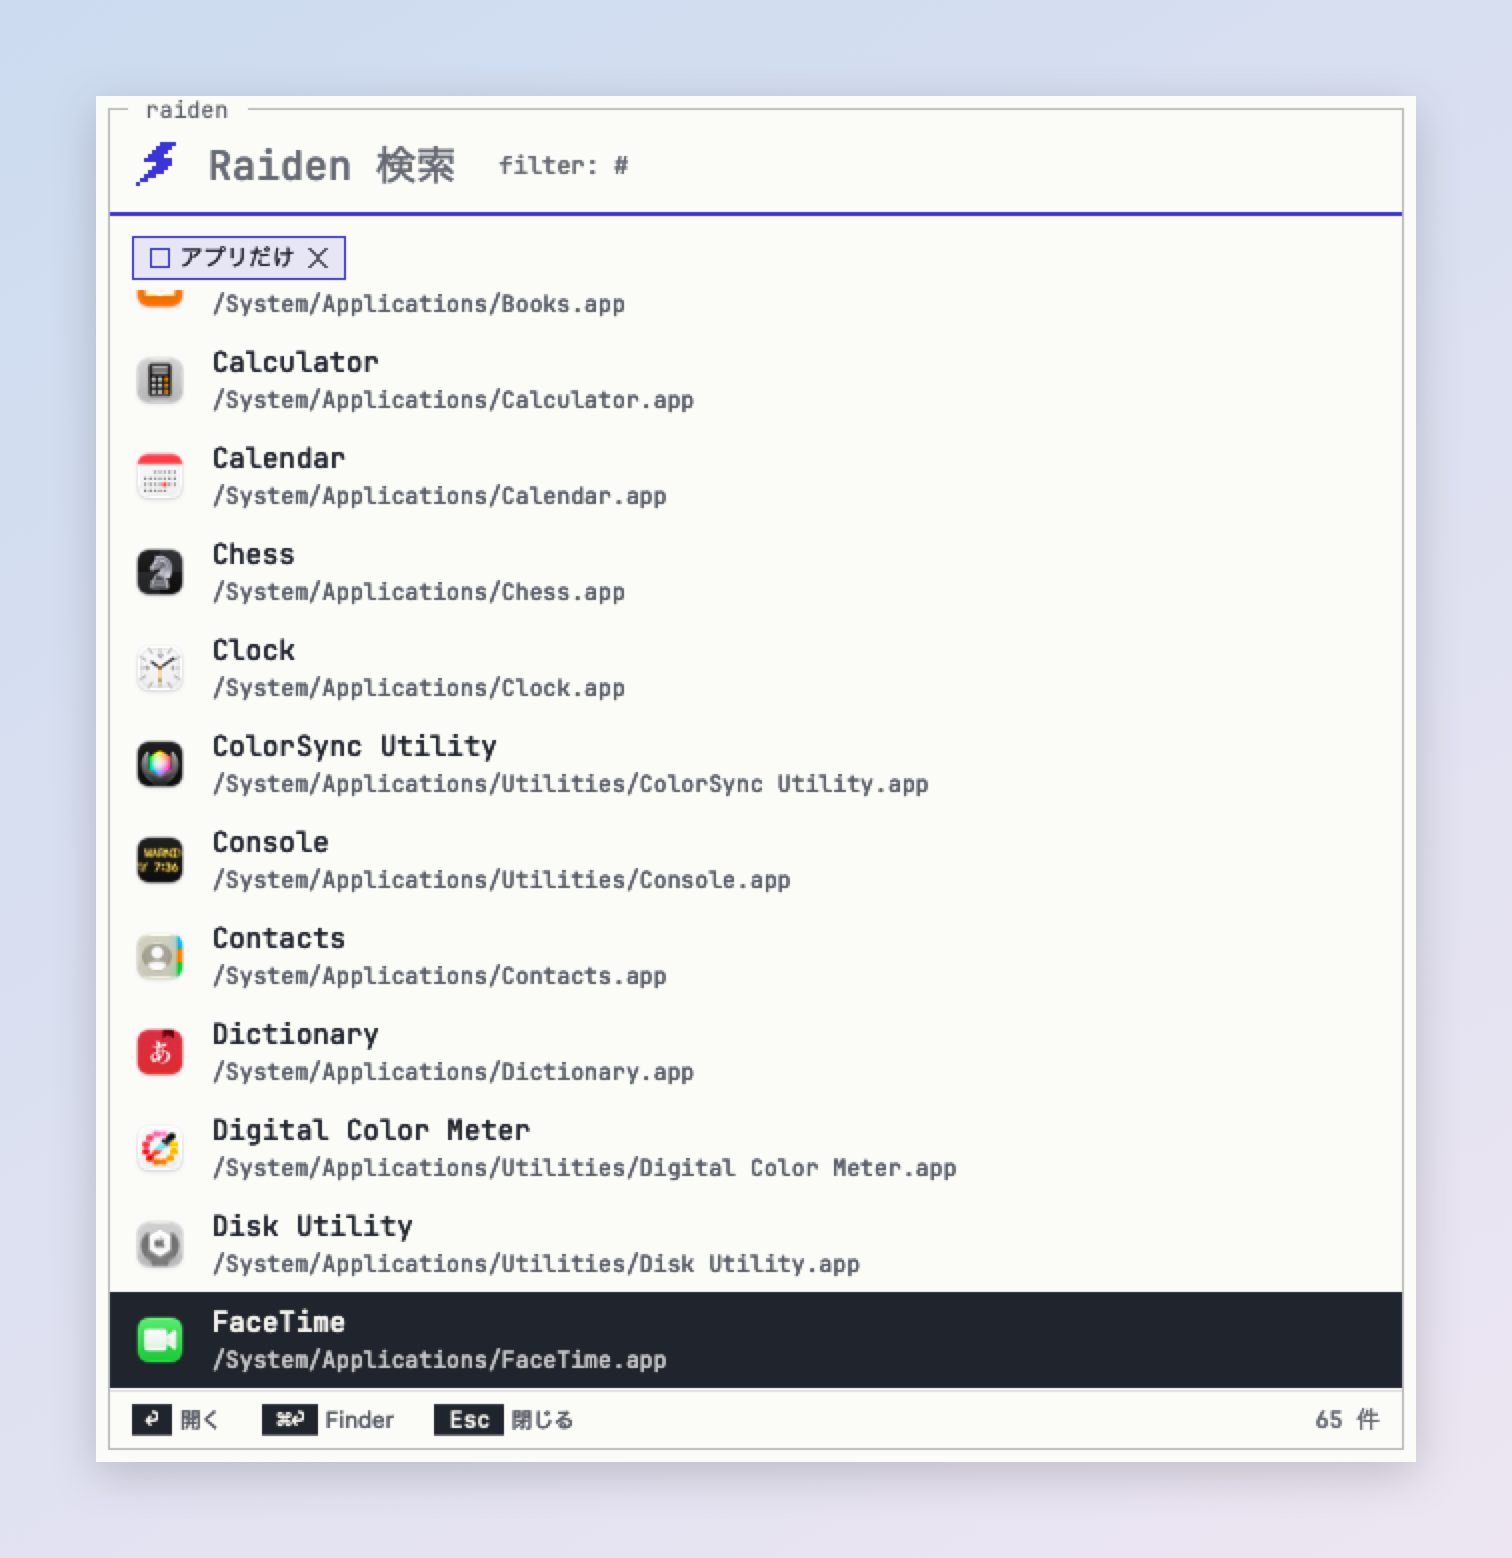 raiden
Raiden 検索 filter: #
アプリだけ
/System/Applications/Books.app
Calculator
/System/Applications/Calculator.app
Calendar
/System/Applications/Calendar.app
Chess
/System/Applications/Chess.app
Clock
/System/Applications/Clock.app
ColorSync Utility
/System/Applications/Utilities/ColorSync Utility.app
WARNI
Y 7:36
Console
/System/Applications/Utilities/Console.app
Contacts
/System/Applications/Contacts.app
あ
Dictionary
/System/Applications/Dictionary.app
Digital Color Meter
/System/Applications/Utilities/Digital Color Meter.app
Disk Utility
/System/Applications/Utilities/Disk Utility.app
FaceTime
/System/Applications/FaceTime.app
⏎ 開く ⌘⏎ Finder Esc 閉じる 65 件